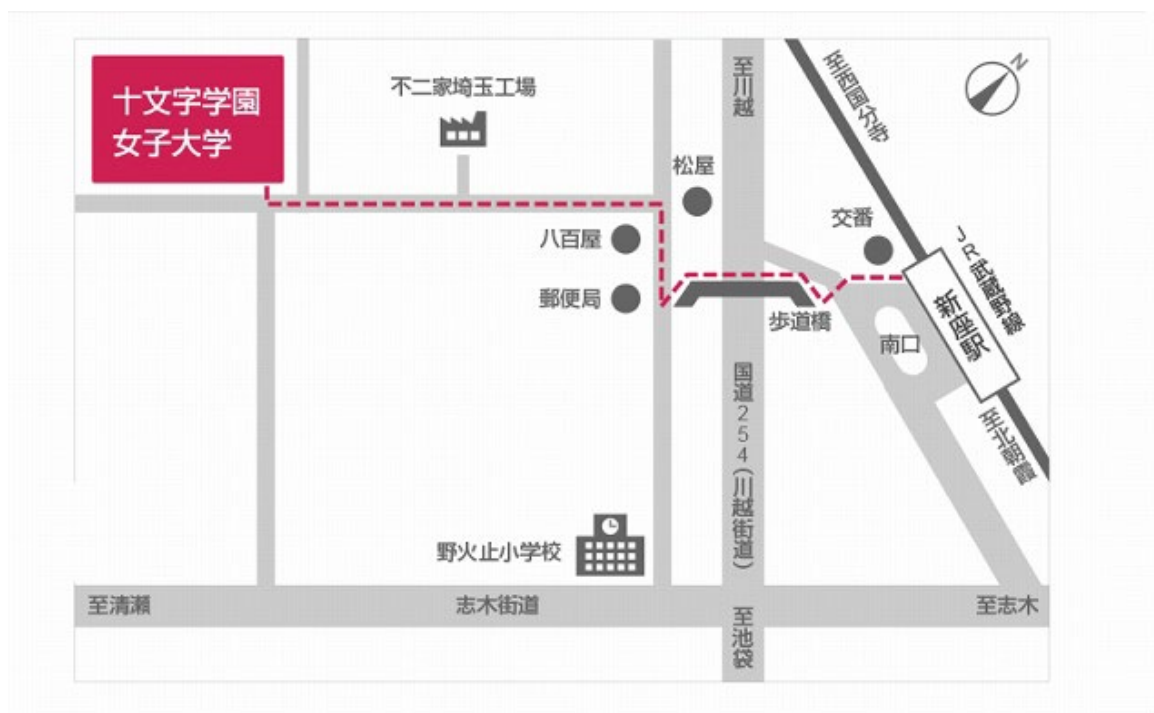 十文字学園
女子大学
不二家埼玉工場
至川越
至西国分寺
N
松屋
交番
八百屋
JR武蔵野線
郵便局
歩道橋
新座駅
南口
国道254(川越街道)
至北朝霞
野火止小学校
至清瀬
志木街道
至志木
至池袋